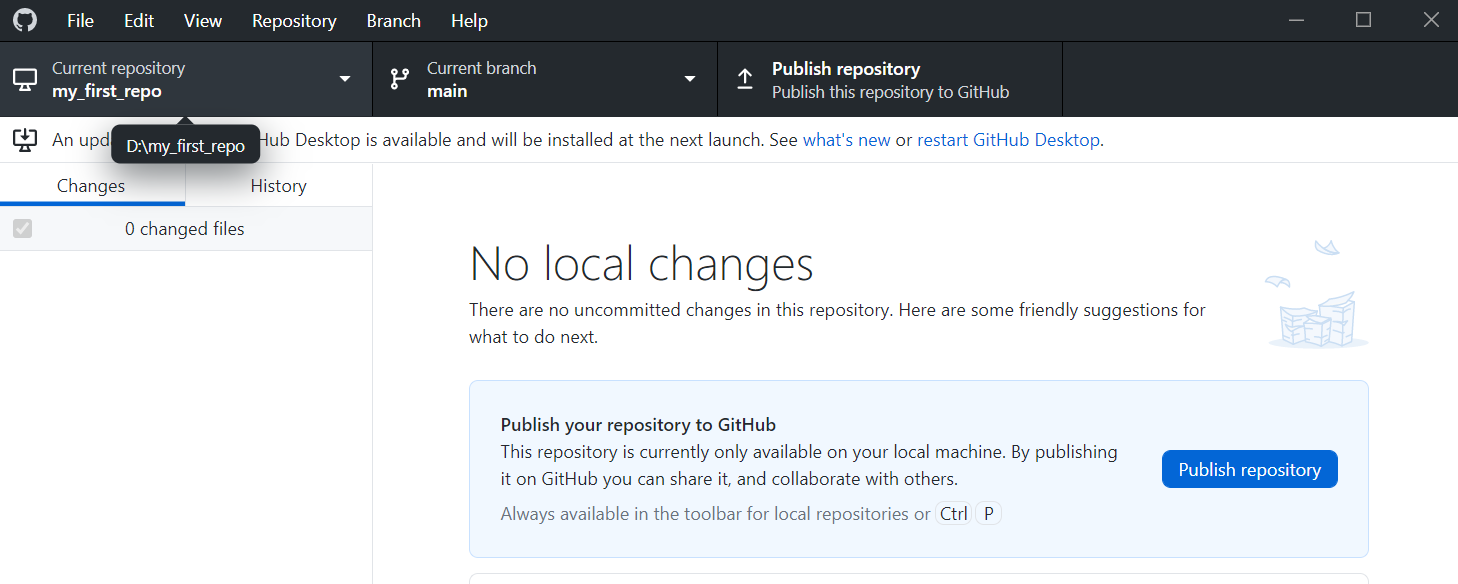 File Edit View Repository Branch Help
Current repository
my_first_repo
Current branch
main
Publish repository
Publish this repository to GitHub
An D:\my_first_repo Desktop is available and will be installed at the next launch. See what's new or restart GitHub Desktop.
Changes
History
0 changed files
No local changes
There are no uncommitted changes in this repository. Here are some friendly suggestions for
what to do next.
Publish your repository to GitHub
This repository is currently only available on your local machine. By publishing
it on GitHub you can share it, and collaborate with others.
Always available in the toolbar for local repositories or Ctrl P
Publish repository